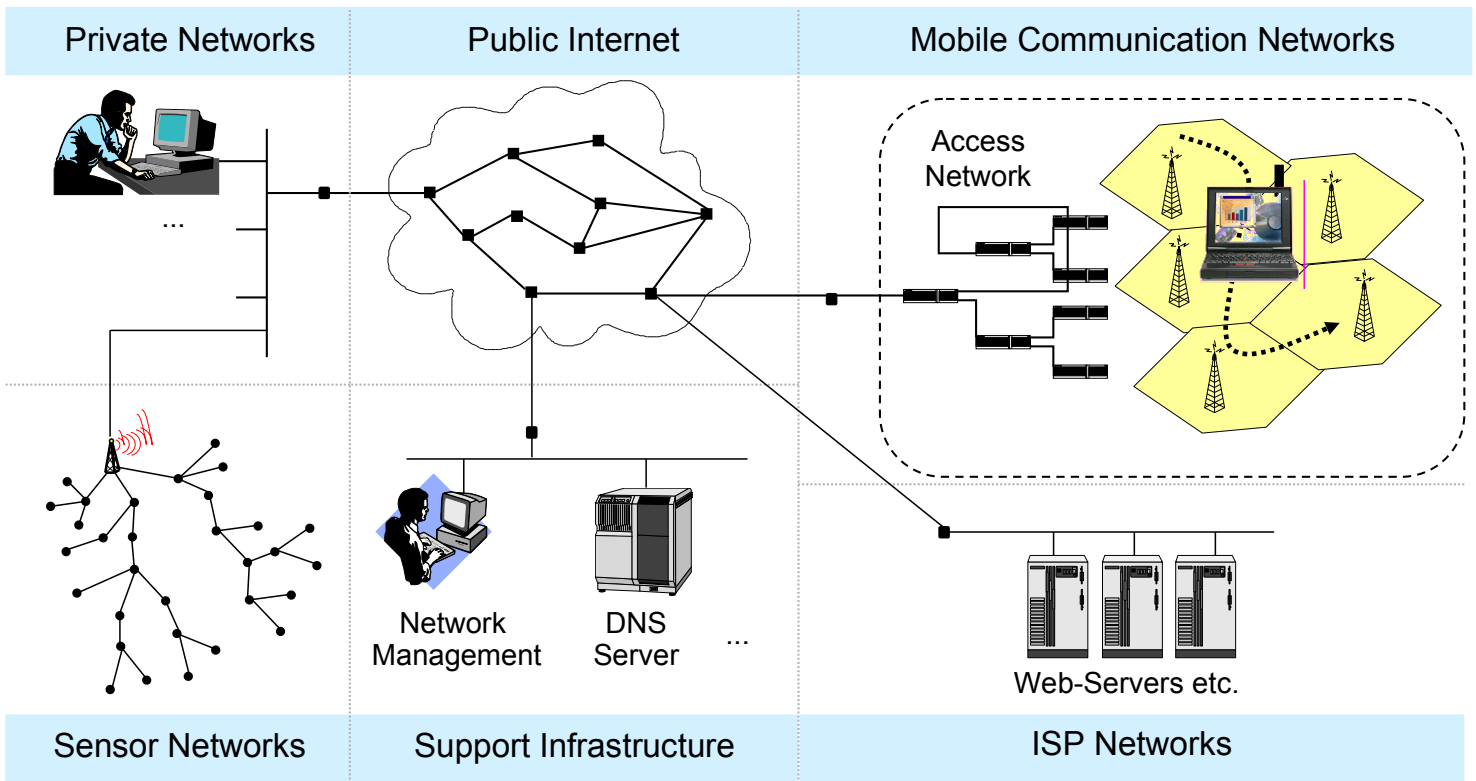 Private Networks
Public Internet
Mobile Communication Networks
Access
Network
...
Network
Management
DNS
Server
...
Web-Servers etc.
Sensor Networks
Support Infrastructure
ISP Networks